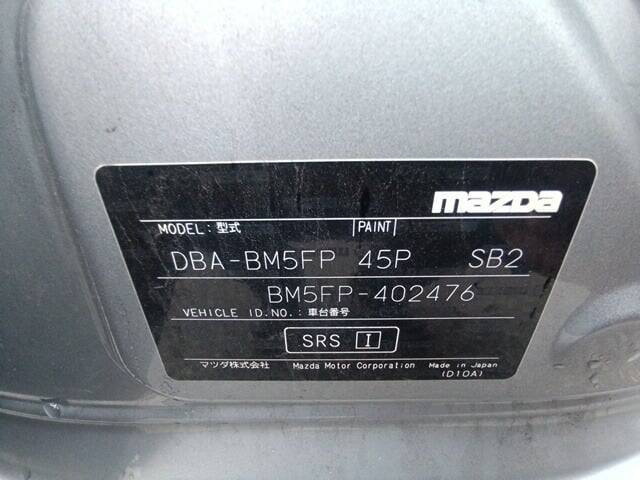 mazda
MODEL:型式 PAINT
DBA-BM5FP 45P SB2
BM5FP-402476
VEHICLE ID.NO.:車台番号
SRS I
マツダ株式会社 Mazda Motor Corporation Made in Japan
(D10A)